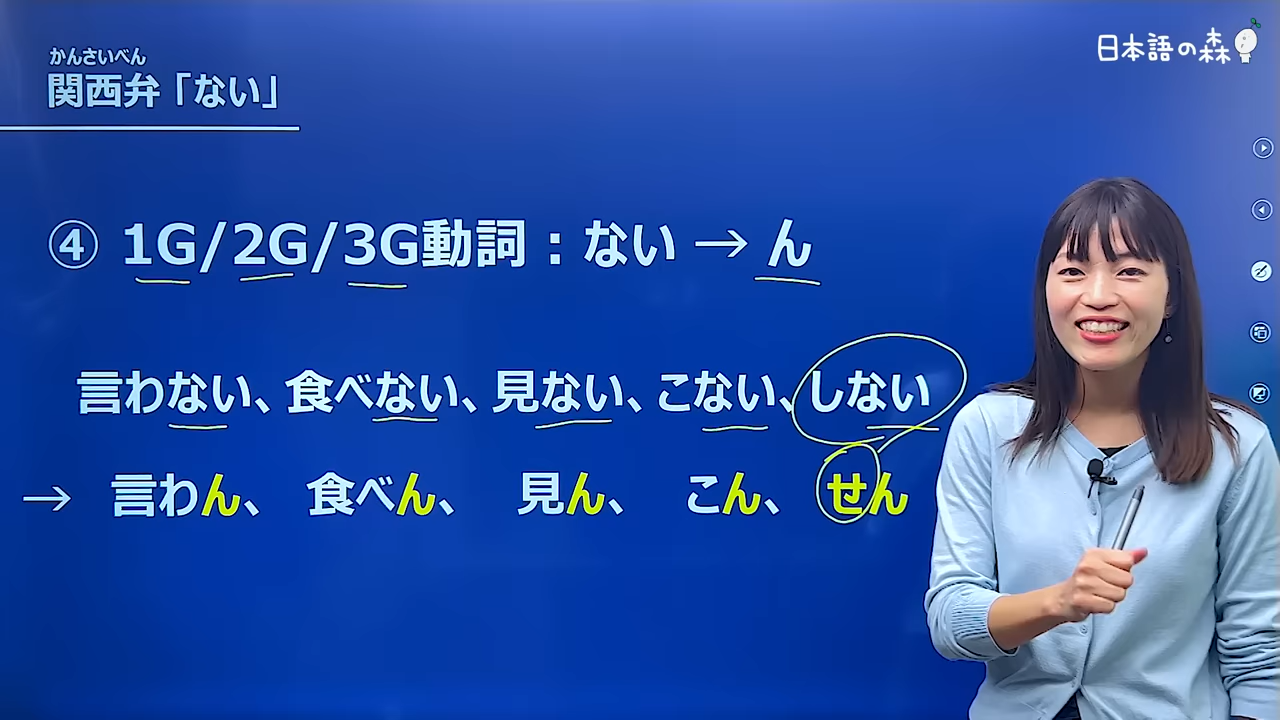 かんさいべん
関西弁「ない」
日本語の森
④ 1G/2G/3G動詞：ない → ん
言わない、食べない、見ない、こない、しない
→ 言わん、 食べん、 見ん、 こん、 せん